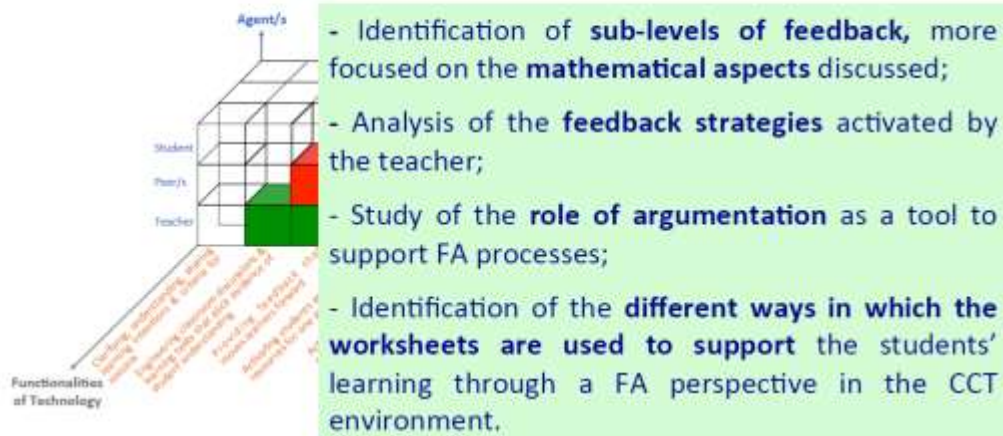 Agent/s
Student
Peer/s
Teacher
Functionalities
of Technology
- Identification of sub-levels of feedback, more
focused on the mathematical aspects discussed;
- Analysis of the feedback strategies activated by
the teacher;
- Study of the role of argumentation as a tool to
support FA processes;
- Identification of the different ways in which the
worksheets are used to support the students'
learning through a FA perspective in the CCT
environment.